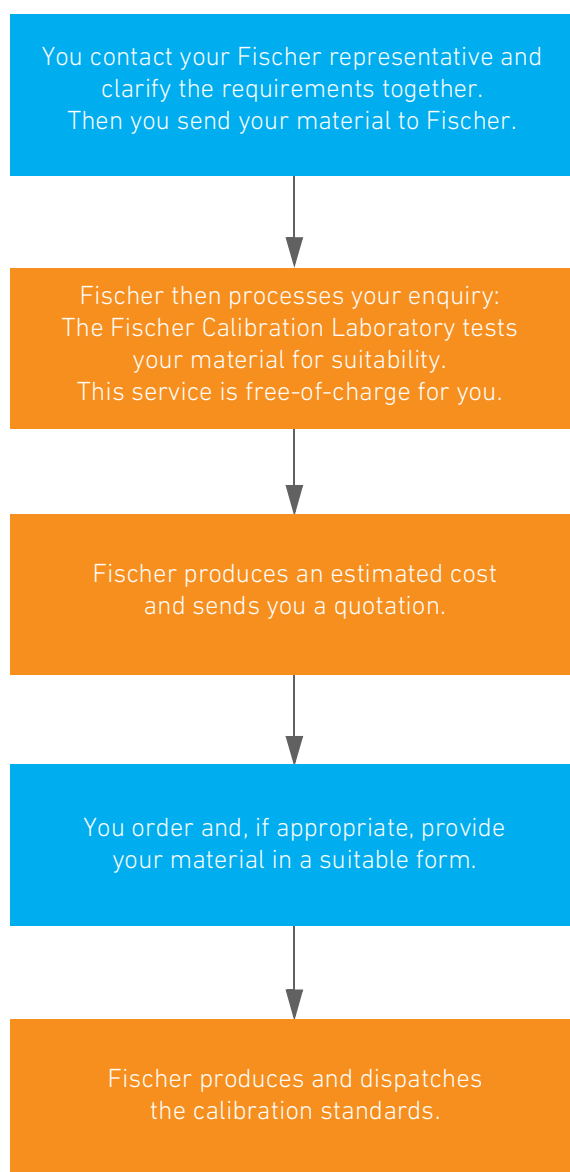 You contact your Fischer representative and
clarify the requirements together.
Then you send your material to Fischer.
Fischer then processes your enquiry:
The Fischer Calibration Laboratory tests
your material for suitability.
This service is free-of-charge for you.
Fischer produces an estimated cost
and sends you a quotation.
You order and, if appropriate, provide
your material in a suitable form.
Fischer produces and dispatches
the calibration standards.